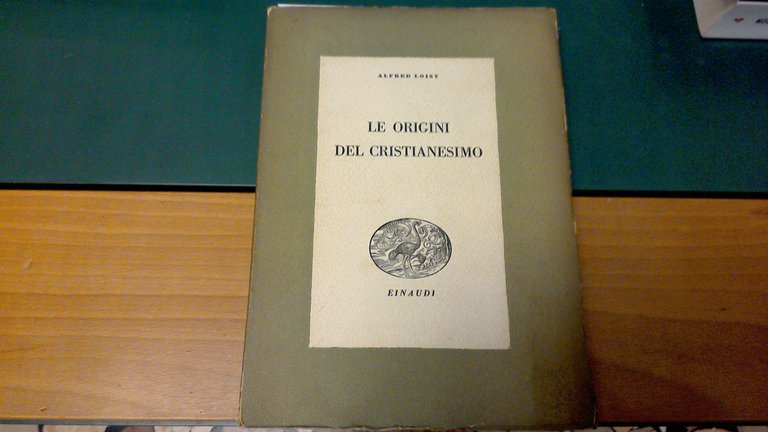 ALFRED LOISY
LE ORIGINI
DEL CRISTIANESIMO
EINAUDI